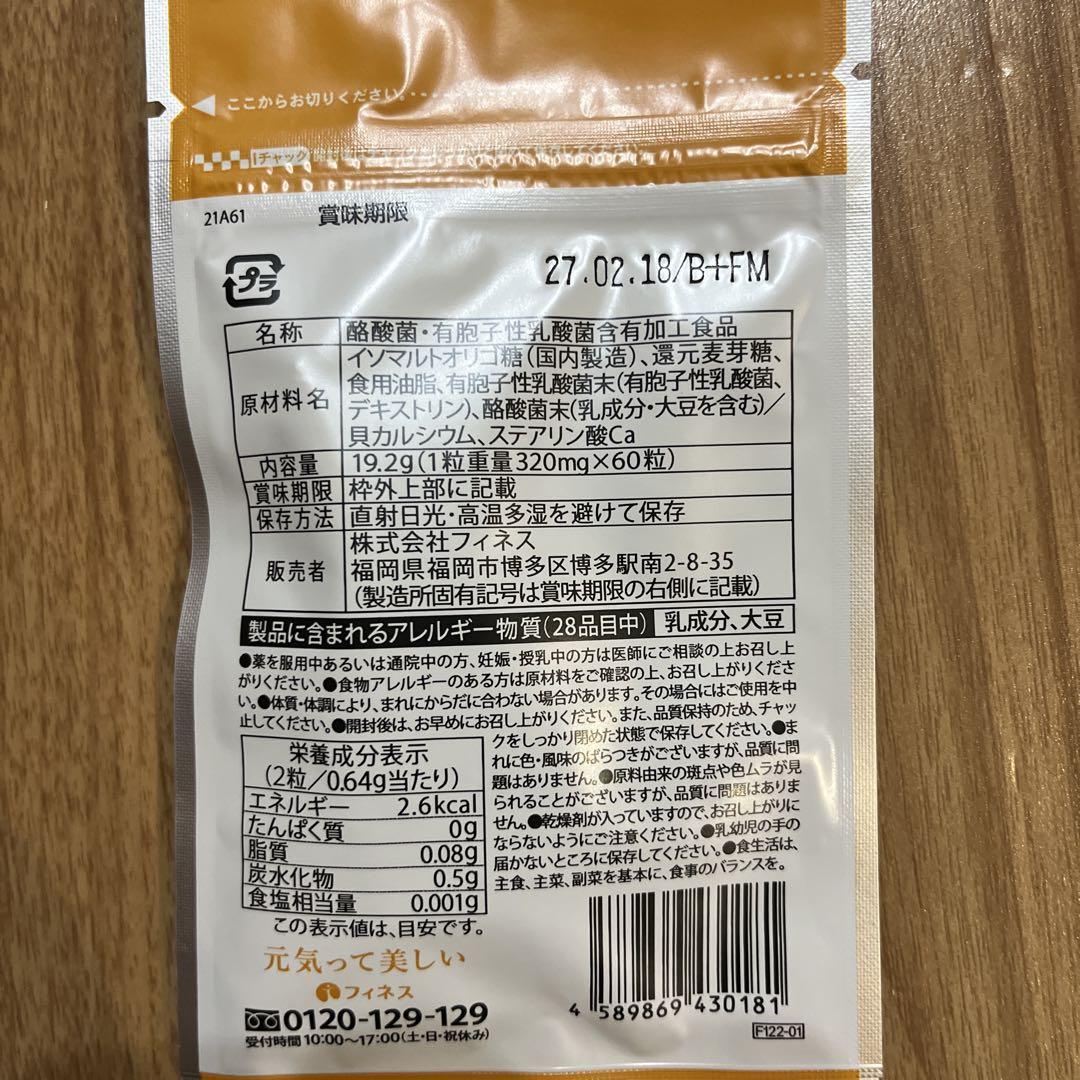 ここからお切りください。
チャック
21A61 賞味期限
27.02.18/B+FM
プラ
名称 酪酸菌・有胞子性乳酸菌含有加工食品
原材料名 イソマルトオリゴ糖(国内製造)、還元麦芽糖、
食用油脂、有胞子性乳酸菌末(有胞子性乳酸菌、
デキストリン)、酪酸菌末(乳成分・大豆を含む)/
貝カルシウム、ステアリン酸Ca
内容量 19.2g(1粒重量320mg×60粒)
賞味期限 枠外上部に記載
保存方法 直射日光・高温多湿を避けて保存
販売者 株式会社フィネス
福岡県福岡市博多区博多駅南2-8-35
(製造所固有記号は賞味期限の右側に記載)
製品に含まれるアレルギー物質(28品目中) 乳成分、大豆
●薬を服用中あるいは通院中の方、妊娠・授乳中の方は医師にご相談の上お召し上
がりください。●食物アレルギーのある方は原材料をご確認の上、お召し上がりくださ
い。●体質・体調により、まれにからだに合わない場合があります。その場合にはご使用を中
止してください。●開封後は、お早めにお召し上がりください。また、品質保持のため、チャッ
クをしっかり閉めた状態で保存してください。●ま
れに色・風味のばらつきがございますが、品質に問
題はありません。●原料由来の斑点や色ムラが見
られることがございますが、品質に問題はありま
せん。●乾燥剤が入っていますので、お召し上がりに
ならないようにご注意ください。●乳幼児の手の
届かないところに保存してください。●食生活は、
主食、主菜、副菜を基本に、食事のバランスを。
栄養成分表示
(2粒/0.64g当たり)
エネルギー 2.6kcal
たんぱく質 0g
脂質 0.08g
炭水化物 0.5g
食塩相当量 0.001g
この表示値は、目安です。
元気って美しい
フィネス
0120-129-129
受付時間 10:00〜17:00(土・日・祝休み)
4 589869 430181
F122-01